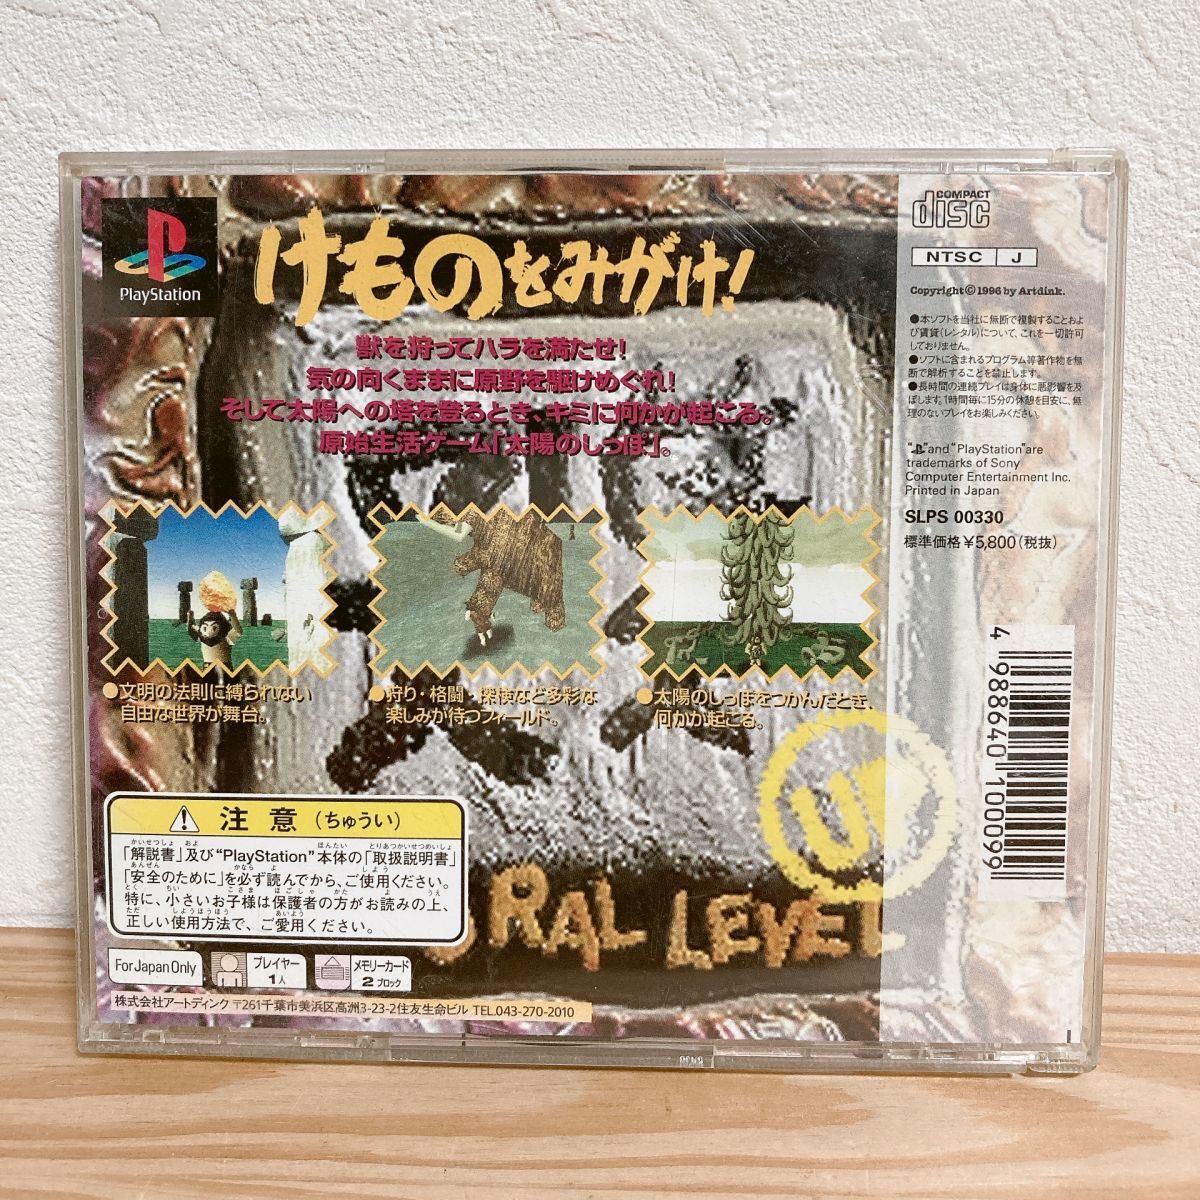 PlayStation
けものをみがけ!
獣を狩ってハラを満たせ!
気の向くままに原野を駆けめぐれ!
そして太陽への塔を登るとき、キミに何かが起こる。
原始生活ゲーム「太陽のしっぽ」。
●文明の法則に縛られない
自由な世界が舞台。
●狩り・格闘・探検など多彩な
楽しみが待つフィールド。
●太陽のしっぽをつかんだとき、
何かが起こる。
UP
RAL LEVEL
注意(ちゅうい)
「解説書」及び"PlayStation"本体の「取扱説明書」
「安全のために」を必ず読んでから、ご使用ください。
特に、小さいお子様は保護者の方がお読みの上、
正しい使用方法で、ご愛用ください。
For Japan Only
プレイヤー
1人
メモリーカード
2ブロック
株式会社アートディンク 〒261千葉市美浜区高洲3-23-2住友生命ビル TEL.043-270-2010
COMPACT
disc
NTSC J
Copyright©1996 by Artdink.
●本ソフトを当社に無断で複製することおよ
び賃貸(レンタル)について、これを一切許可
しておりません。
●ソフトに含まれるプログラム等著作物を無
断で解析することを禁止します。
●長時間の連続プレイは身体に悪影響を及
ぼします。1時間毎に15分の休憩を目安に、無
理のないプレイをお楽しみください。
" "and "PlayStation"are
trademarks of Sony
Computer Entertainment Inc.
Printed in Japan
SLPS 00330
標準価格¥5,800(税抜)
4 988640 100099